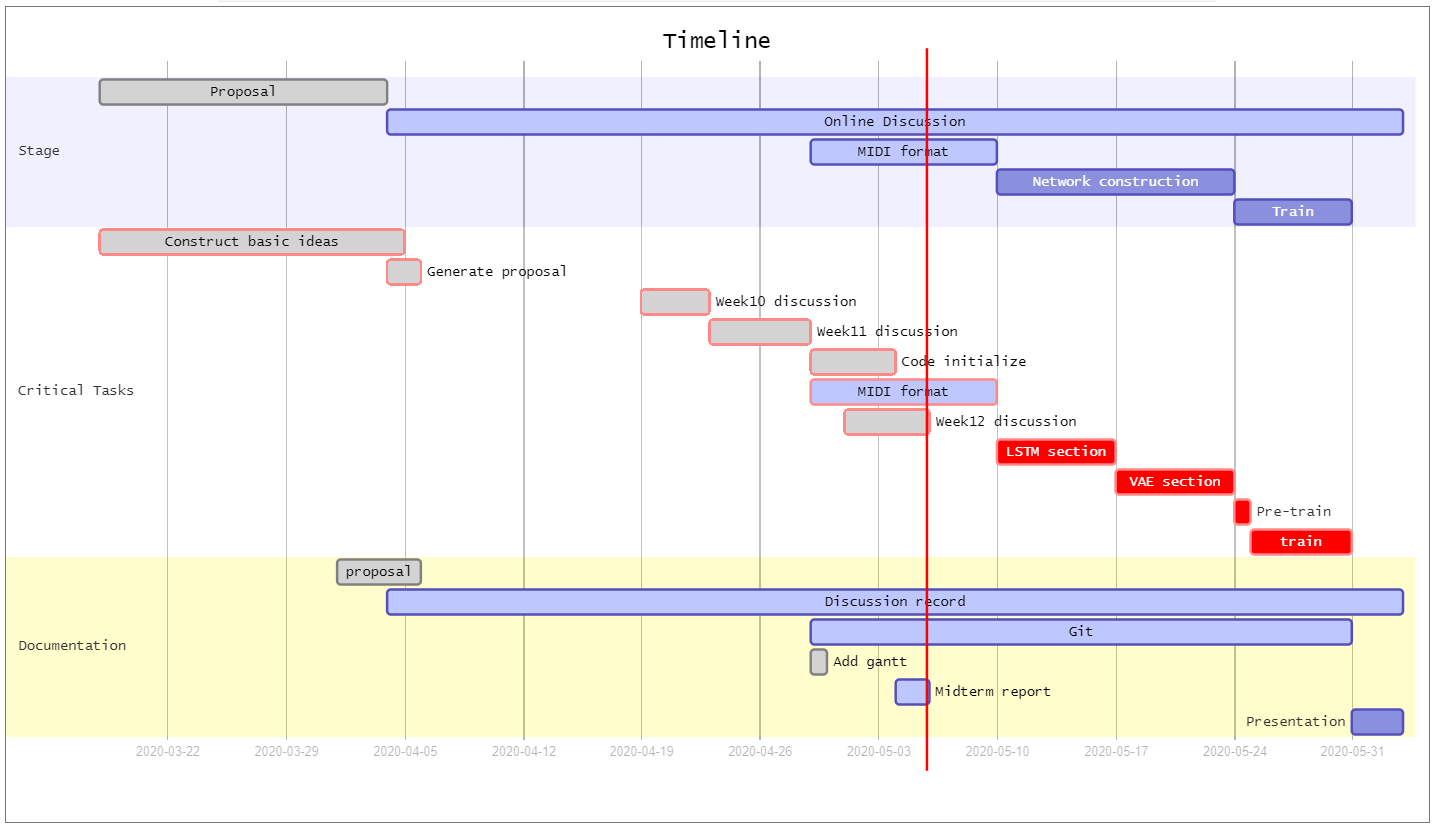 Timeline
Stage
Proposal
Online Discussion
MIDI format
Network construction
Train
Critical Tasks
Construct basic ideas
Generate proposal
Week10 discussion
Week11 discussion
Code initialize
MIDI format
Week12 discussion
LSTM section
VAE section
Pre-train
train
Documentation
proposal
Discussion record
Git
Add gantt
Midterm report
Presentation
2020-03-22 2020-03-29 2020-04-05 2020-04-12 2020-04-19 2020-04-26 2020-05-03 2020-05-10 2020-05-17 2020-05-24 2020-05-31